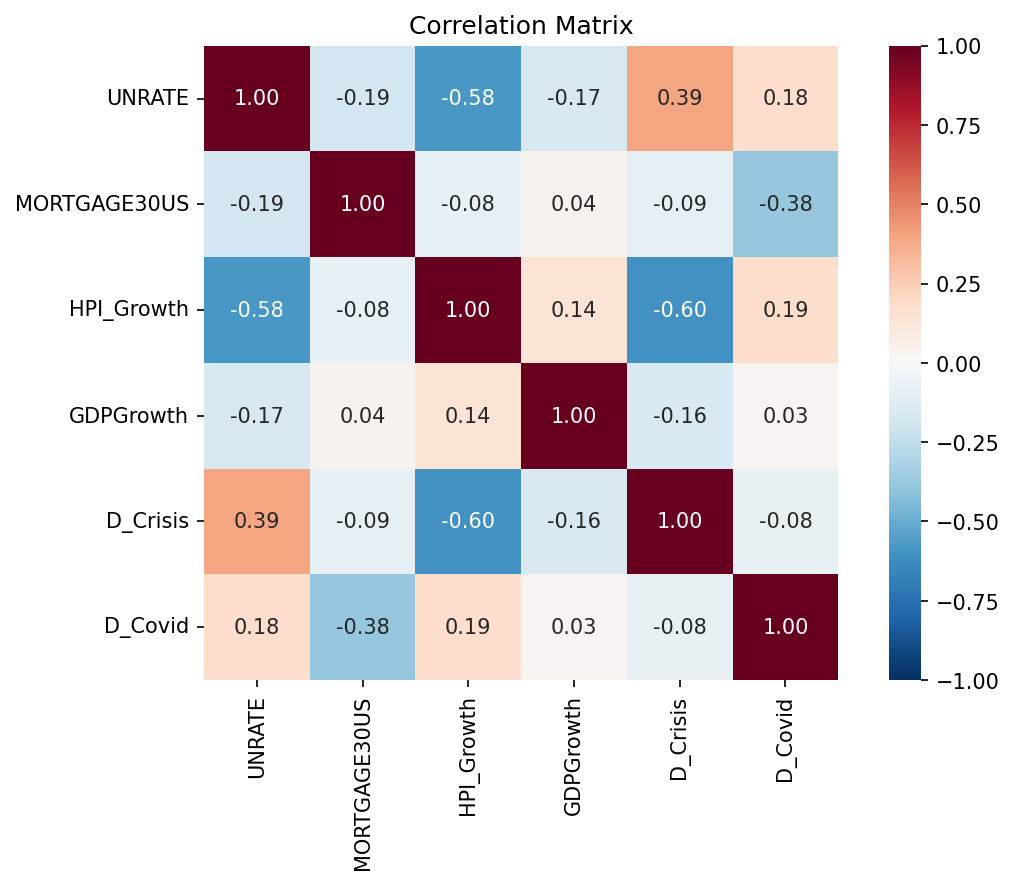 Correlation Matrix
UNRATE 1.00 -0.19 -0.58 -0.17 0.39 0.18
MORTGAGE30US -0.19 1.00 -0.08 0.04 -0.09 -0.38
HPI_Growth -0.58 -0.08 1.00 0.14 -0.60 0.19
GDPGrowth -0.17 0.04 0.14 1.00 -0.16 0.03
D_Crisis 0.39 -0.09 -0.60 -0.16 1.00 -0.08
D_Covid 0.18 -0.38 0.19 0.03 -0.08 1.00
UNRATE
MORTGAGE30US
HPI_Growth
GDPGrowth
D_Crisis
D_Covid
1.00
0.75
0.50
0.25
0.00
−0.25
−0.50
−0.75
−1.00